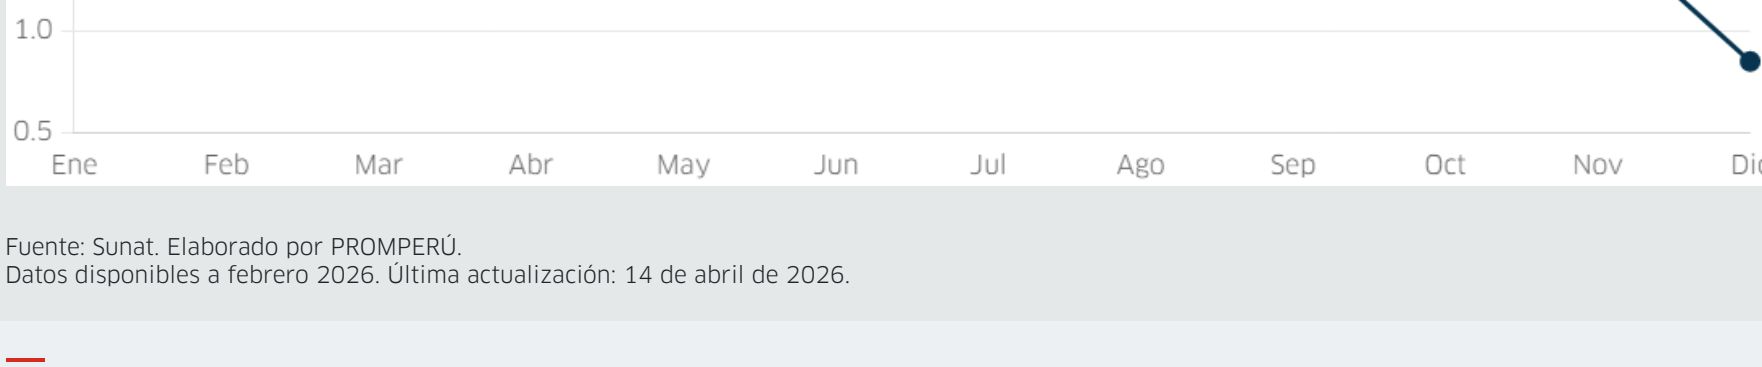 1.0
0.5
Ene Feb Mar Abr May Jun Jul Ago Sep Oct Nov
Fuente: Sunat. Elaborado por PROMPERÚ.
Datos disponibles a febrero 2026. Última actualización: 14 de abril de 2026.